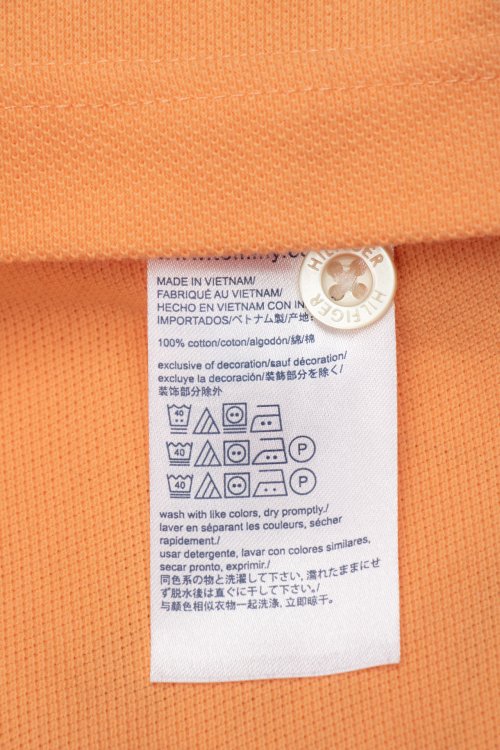 HILFIGER
HILFIGER
MADE IN VIETNAM/
FABRIQUÉ AU VIETNAM/
HECHO EN VIETNAM CON IN
IMPORTADOS/ベトナム製/产地:
100% cotton/coton/algodón/綿/棉
exclusive of decoration/sauf décoration/
excluye la decoración/装飾部分を除く/
装饰部分除外
40
40 P
40 P
wash with like colors, dry promptly./
laver en séparant les couleurs, sécher
rapidement./
usar detergente, lavar con colores similares,
secar pronto, exprimir./
同色系の物と洗濯して下さい, 濡れたままにせ
ず脱水後は直ぐに干して下さい./
与颜色相似衣物一起洗涤, 立即晾干.